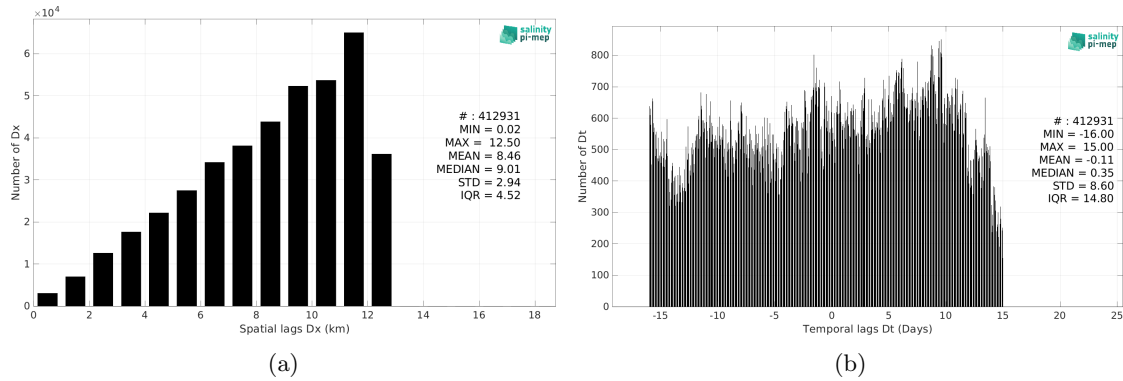 ×10⁴
salinity
pi-mep
6
5
4
3
2
1
0
Number of Dx
# : 412931
MIN = 0.02
MAX = 12.50
MEAN = 8.46
MEDIAN = 9.01
STD = 2.94
IQR = 4.52
0 2 4 6 8 10 12 14 16 18
Spatial lags Dx (km)
(a)
salinity
pi-mep
800
700
600
500
400
300
200
100
0
Number of Dt
# : 412931
MIN = -16.00
MAX = 15.00
MEAN = -0.11
MEDIAN = 0.35
STD = 8.60
IQR = 14.80
-15 -10 -5 0 5 10 15 20 25
Temporal lags Dt (Days)
(b)